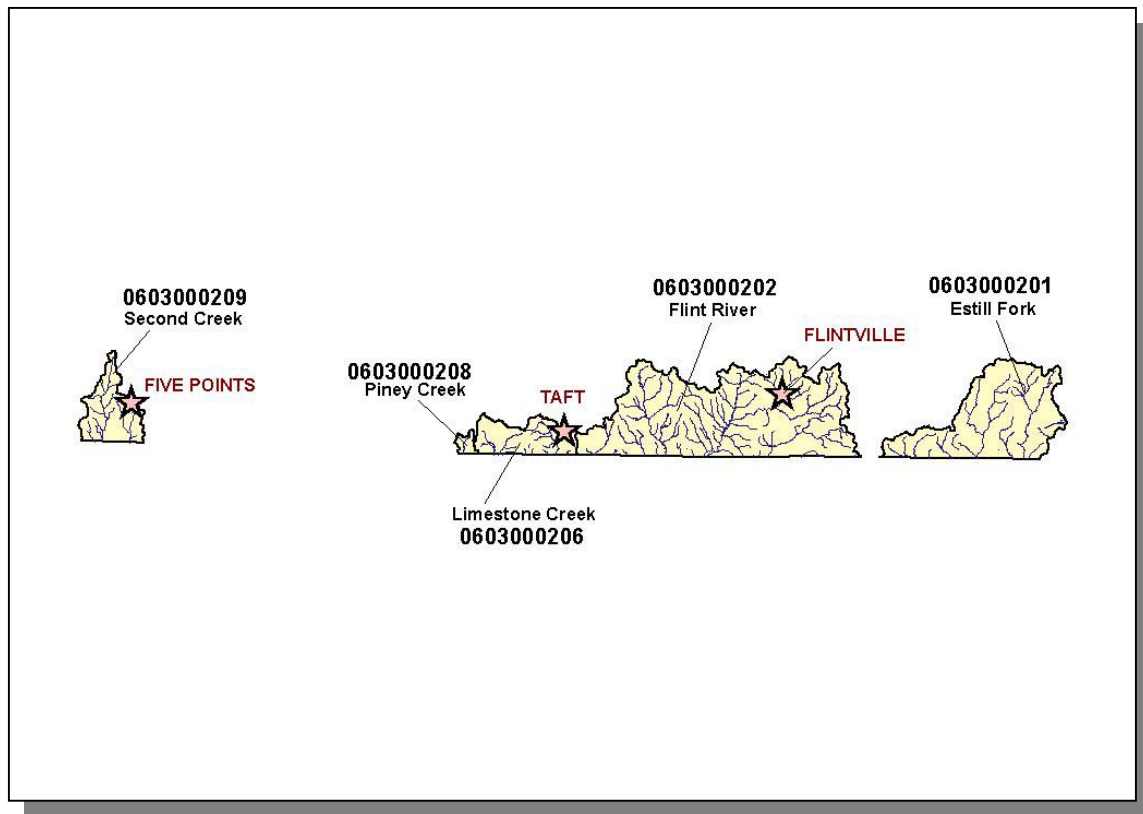 0603000209
Second Creek
FIVE POINTS
0603000208
Piney Creek
TAFT
Limestone Creek
0603000206
0603000202
Flint River
FLINTVILLE
0603000201
Estill Fork